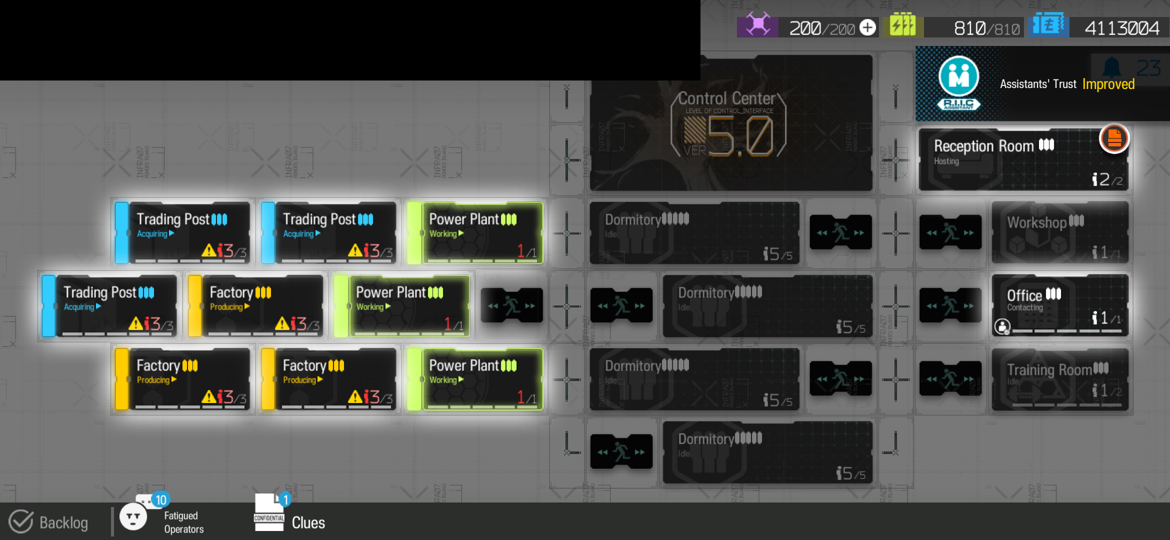 200/200
810/810
4113004
23
Assistants' Trust Improved
R.I.I.C
ASSISTANT
Control Center
LEVEL OF CONTROL_INTERFACE
VER 5.0
Reception Room
Hosting
2/2
Trading Post
Acquiring
3/3
Trading Post
Acquiring
3/3
Power Plant
Working
1/1
Dormitory
Idle
5/5
Workshop
1/1
Trading Post
Acquiring
3/3
Factory
Producing
3/3
Power Plant
Working
1/1
Dormitory
Idle
5/5
Office
Contacting
1/1
Factory
Producing
3/3
Factory
Producing
3/3
Power Plant
Working
1/1
Dormitory
Idle
5/5
Training Room
Idle
1/2
Dormitory
Idle
5/5
Backlog
10
Fatigued
Operators
1
CONFIDENTIAL
Clues